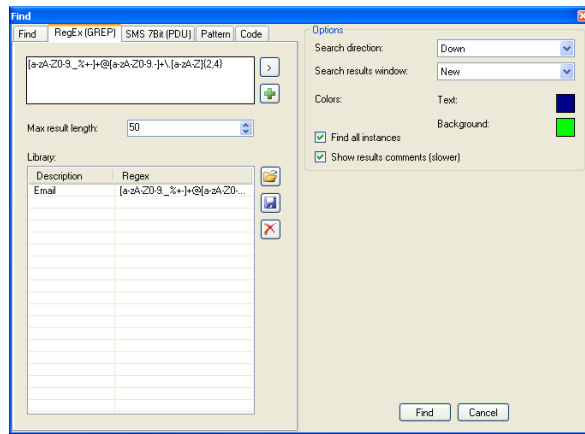 Find
Find RegEx (GREP) SMS 7Bit (PDU) Pattern Code
[a-zA-Z0-9._%+-]+@[a-zA-Z0-9.-]+\.[a-zA-Z]{2,4}
>
Max result length: 50
Library:
Description Regex
Email [a-zA-Z0-9._%+-]+@[a-zA-Z0-...
Options
Search direction: Down
Search results window: New
Colors: Text:
Background:
Find all instances
Show results comments (slower)
Find Cancel